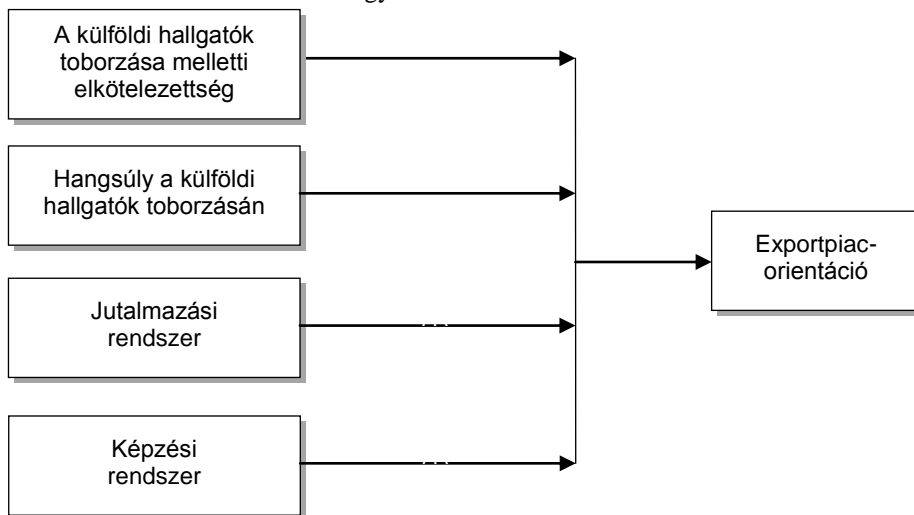 A külföldi hallgatók
toborzása melletti
elkötelezettség
Hangsúly a külföldi
hallgatók toborzásán
Exportpiac-
orientáció
Jutalmazási
rendszer
Képzési
rendszer